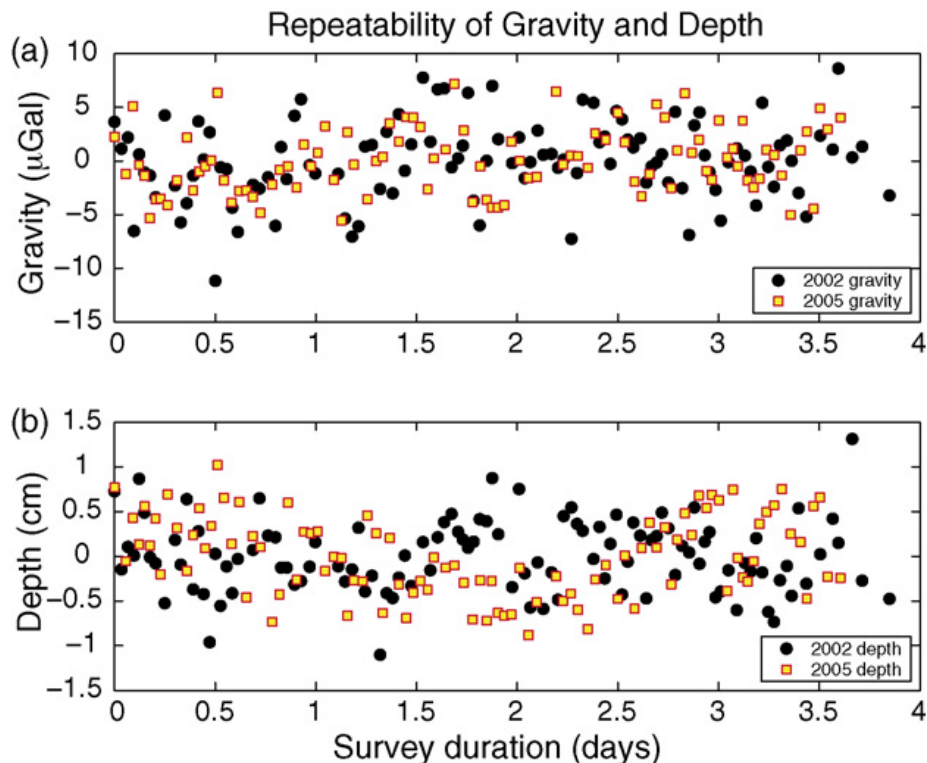 Repeatability of Gravity and Depth
(a)
Gravity (μGal)
10
5
0
−5
−10
−15
0 0.5 1 1.5 2 2.5 3 3.5 4
2002 gravity
2005 gravity
(b)
Depth (cm)
1.5
1
0.5
0
−0.5
−1
−1.5
0 0.5 1 1.5 2 2.5 3 3.5 4
2002 depth
2005 depth
Survey duration (days)